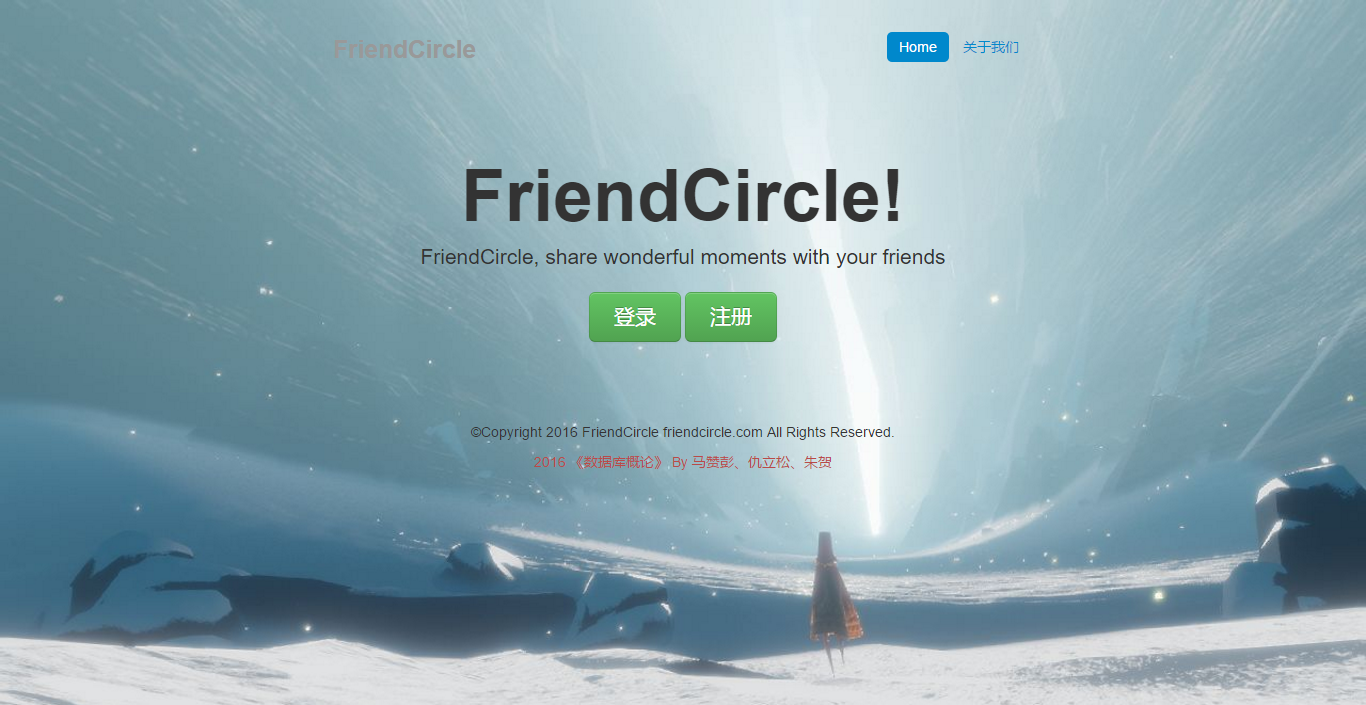 FriendCircle
Home 关于我们
FriendCircle!
FriendCircle, share wonderful moments with your friends
登录 注册
©Copyright 2016 FriendCircle friendcircle.com All Rights Reserved.
2016 《数据库概论》 By 马赞彭、仇立松、朱贺